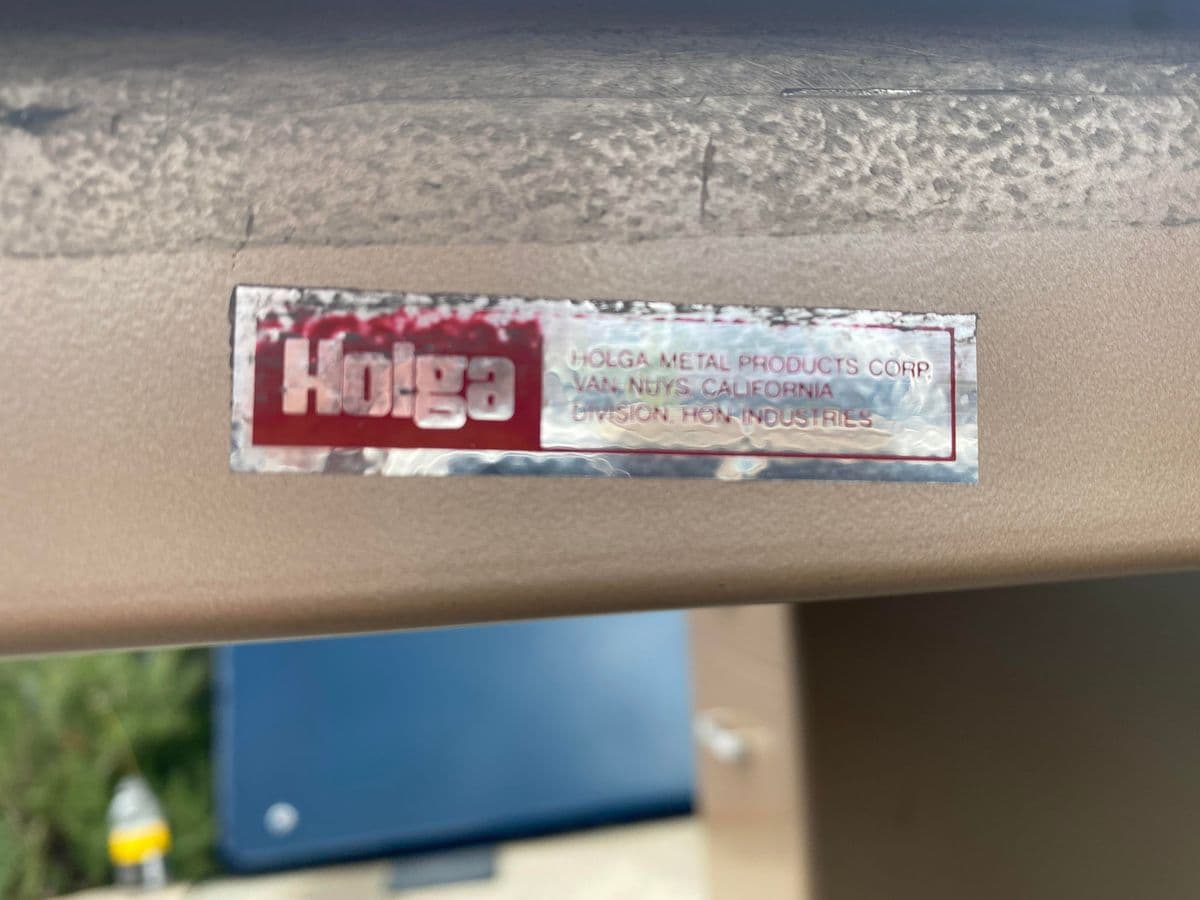 Holga
HOLGA METAL PRODUCTS CORP.
VAN NUYS, CALIFORNIA
DIVISION, HON INDUSTRIES